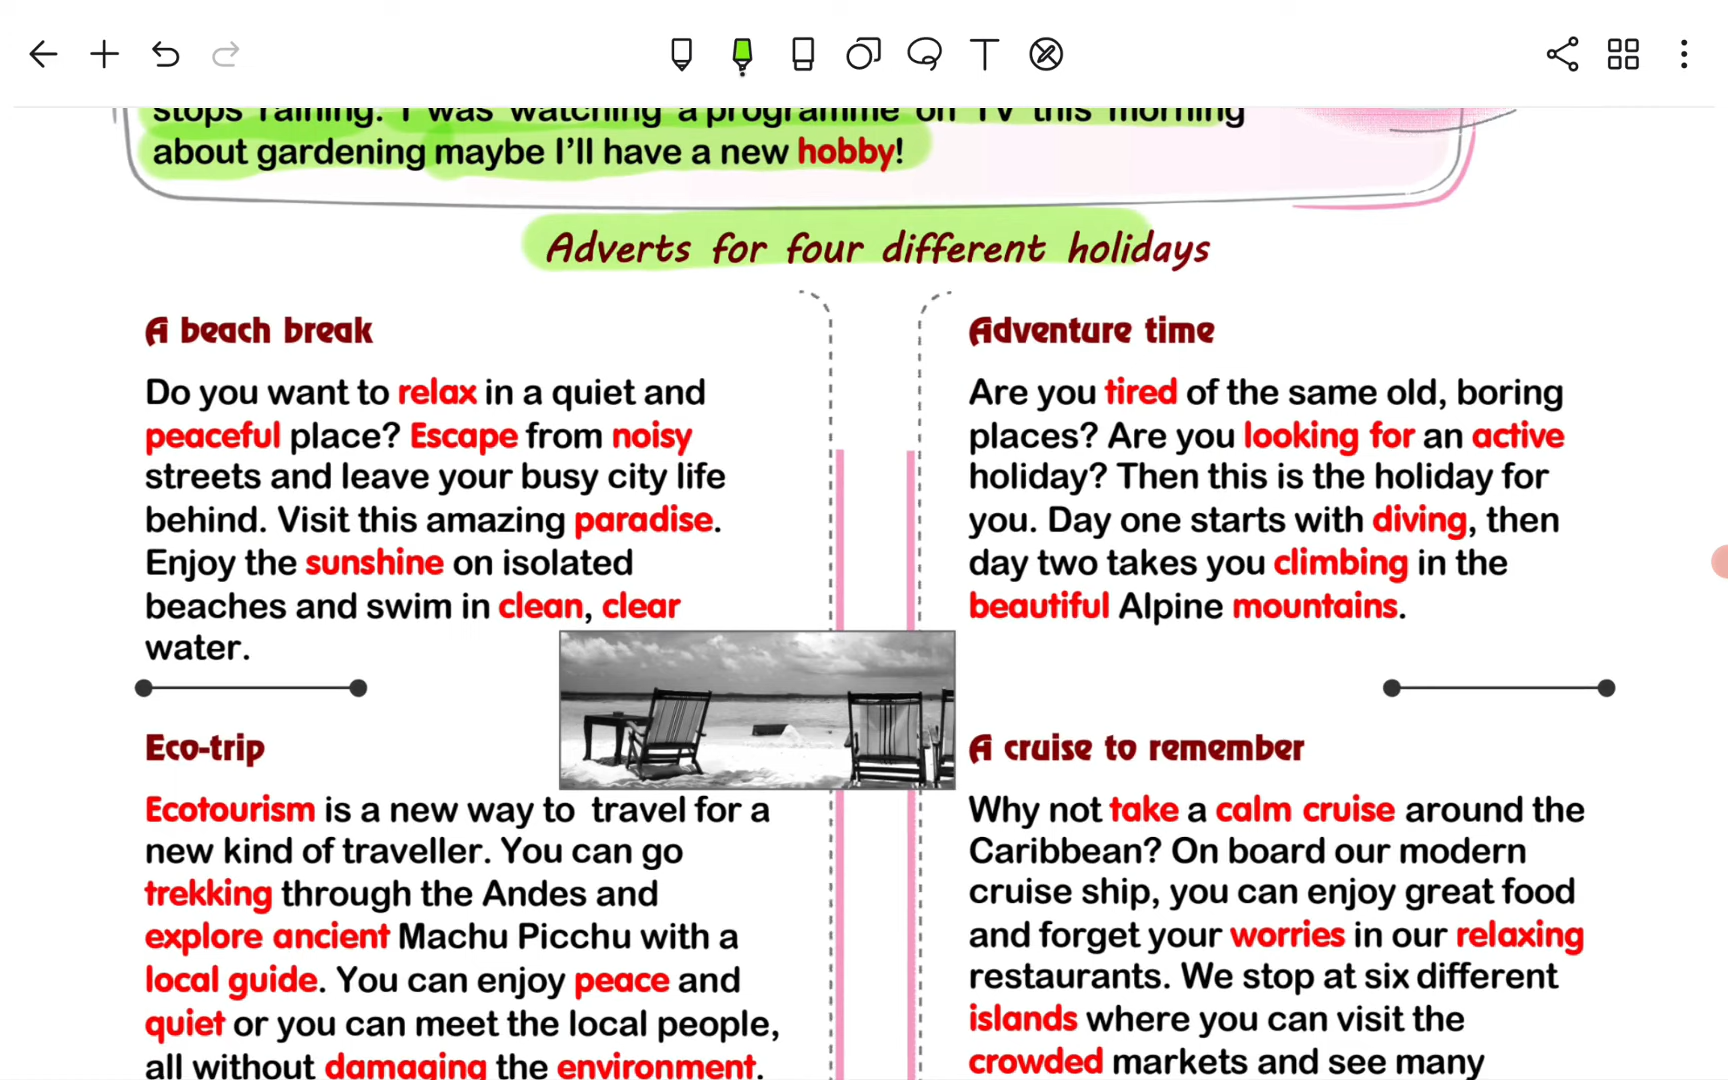 stops raining. I was watching a programme on TV this morning
about gardening maybe I'll have a new hobby!
Adverts for four different holidays
A beach break
Do you want to relax in a quiet and
peaceful place? Escape from noisy
streets and leave your busy city life
behind. Visit this amazing paradise.
Enjoy the sunshine on isolated
beaches and swim in clean, clear
water.
Adventure time
Are you tired of the same old, boring
places? Are you looking for an active
holiday? Then this is the holiday for
you. Day one starts with diving, then
day two takes you climbing in the
beautiful Alpine mountains.
Eco-trip
Ecotourism is a new way to travel for a
new kind of traveller. You can go
trekking through the Andes and
explore ancient Machu Picchu with a
local guide. You can enjoy peace and
quiet or you can meet the local people,
all without damaging the environment.
A cruise to remember
Why not take a calm cruise around the
Caribbean? On board our modern
cruise ship, you can enjoy great food
and forget your worries in our relaxing
restaurants. We stop at six different
islands where you can visit the
crowded markets and see many